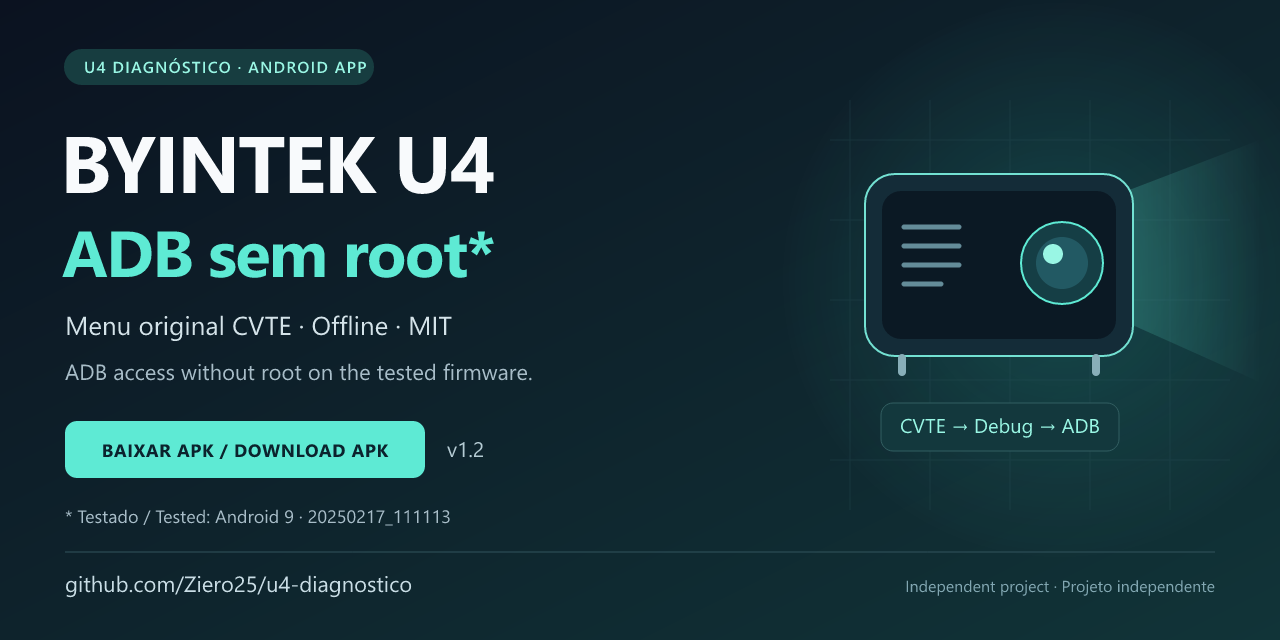 U4 DIAGNÓSTICO · ANDROID APP
BYINTEK U4
ADB sem root*
Menu original CVTE · Offline · MIT
ADB access without root on the tested firmware.
BAIXAR APK / DOWNLOAD APK
v1.2
* Testado / Tested: Android 9 · 20250217_111113
CVTE → Debug → ADB
github.com/Ziero25/u4-diagnostico
Independent project · Projeto independente